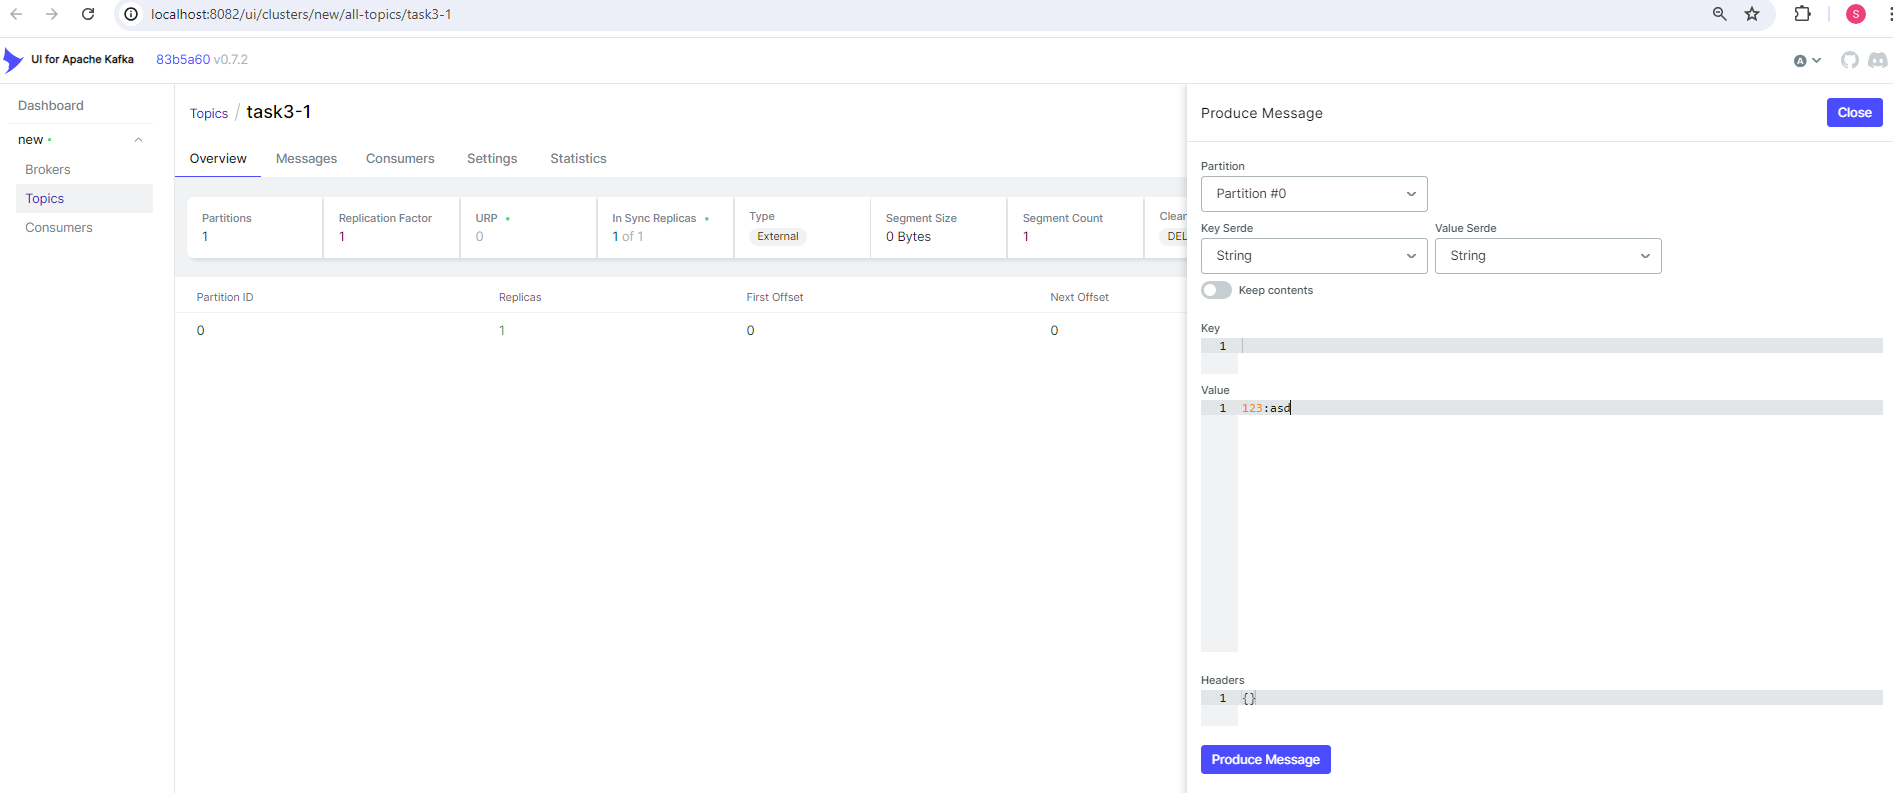 localhost:8082/ui/clusters/new/all-topics/task3-1
S
UI for Apache Kafka 83b5a60 v0.7.2
A
Dashboard
new
Brokers
Topics
Consumers
Topics / task3-1
Overview Messages Consumers Settings Statistics
Partitions
1
Replication Factor
1
URP
0
In Sync Replicas
1 of 1
Type
External
Segment Size
0 Bytes
Segment Count
1
Clean
DEL
Partition ID Replicas First Offset Next Offset
0 1 0 0
Produce Message
Close
Partition
Partition #0
Key Serde Value Serde
String String
Keep contents
Key
1
Value
1 123:asd
Headers
1 {}
Produce Message